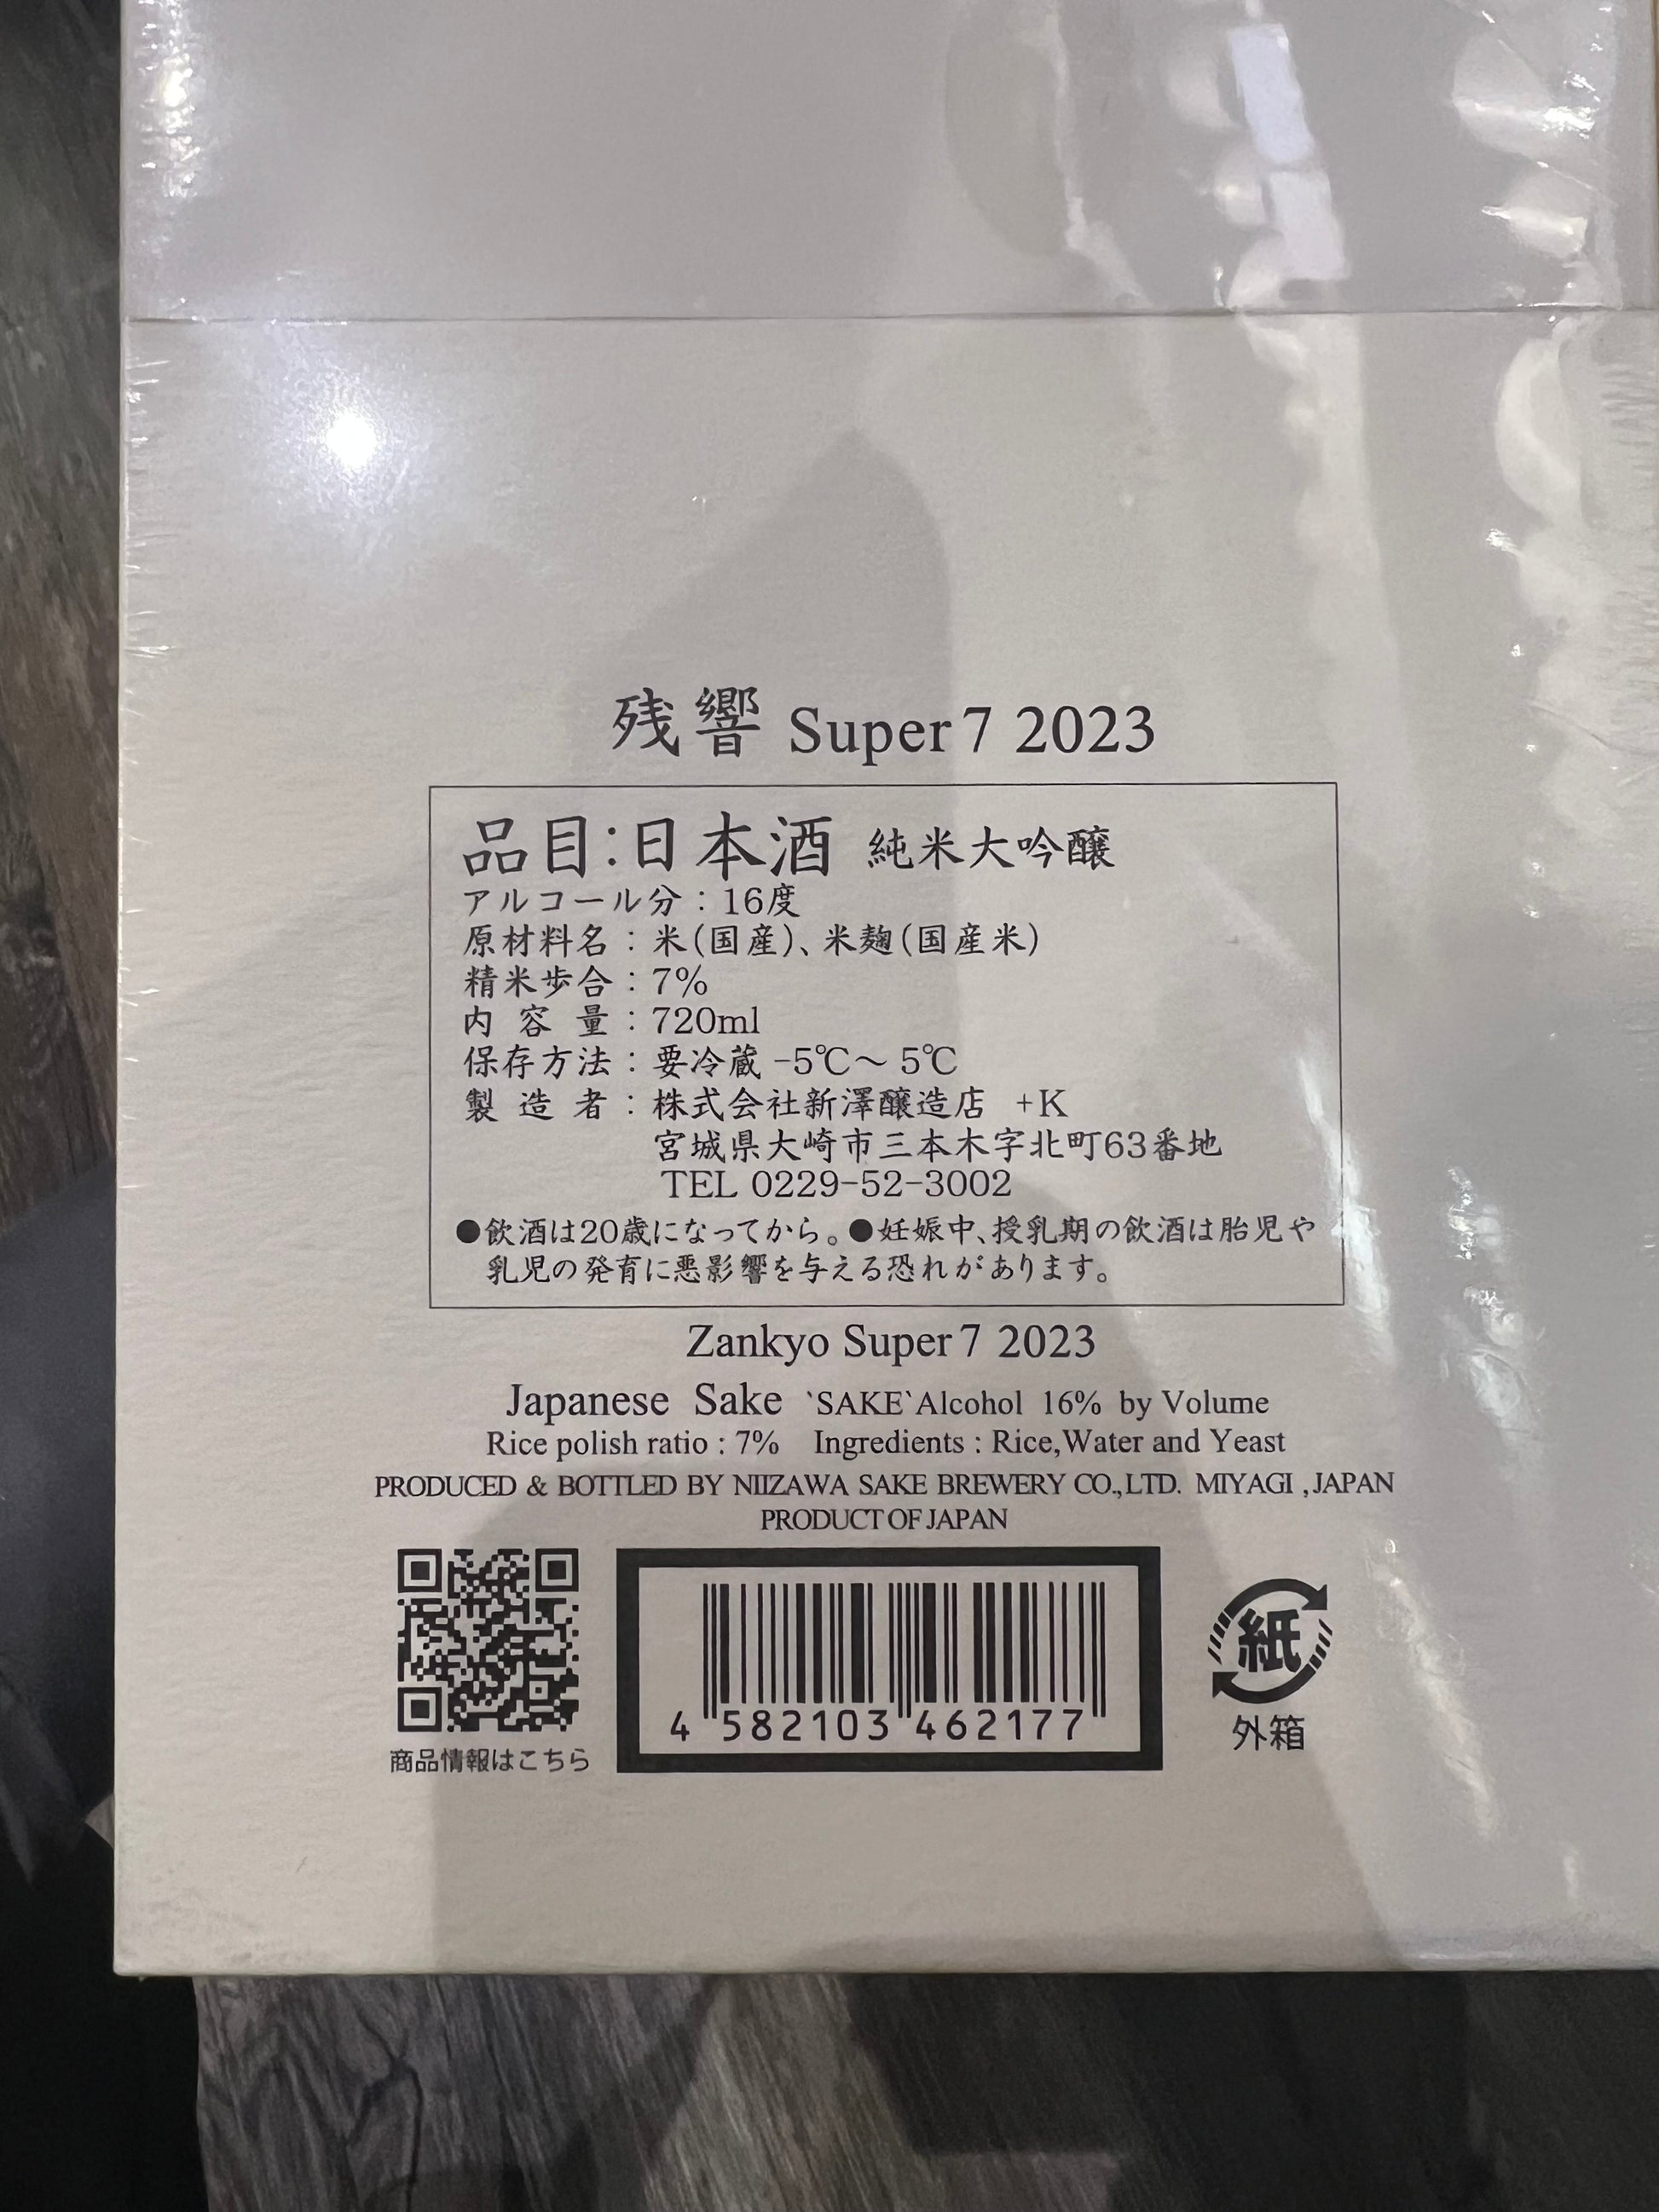 残響 Super 7 2023
品目:日本酒 純米大吟醸
アルコール分：16度
原材料名：米(国産)、米麹(国産米)
精米歩合：7%
内容量：720ml
保存方法：要冷蔵 -5℃～ 5℃
製造者：株式会社新澤醸造店 +K
宮城県大崎市三本木字北町63番地
TEL 0229-52-3002
●飲酒は20歳になってから。●妊娠中、授乳期の飲酒は胎児や
乳児の発育に悪影響を与える恐れがあります。
Zankyo Super 7 2023
Japanese Sake `SAKE` Alcohol 16% by Volume
Rice polish ratio : 7% Ingredients : Rice,Water and Yeast
PRODUCED & BOTTLED BY NIIZAWA SAKE BREWERY CO.,LTD. MIYAGI ,JAPAN
PRODUCT OF JAPAN
商品情報はこちら
4 582103 462177
紙
外箱